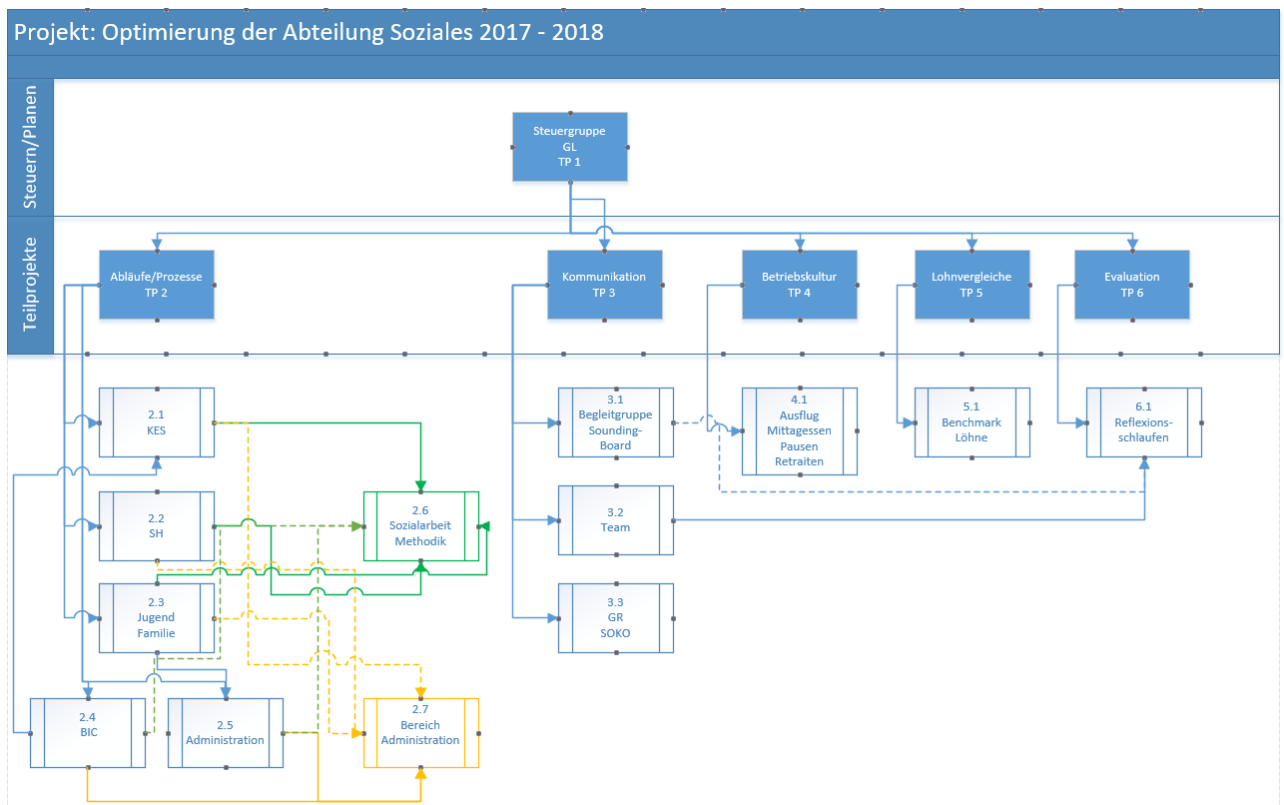 Projekt: Optimierung der Abteilung Soziales 2017 - 2018
Steuern/Planen
Steuergruppe
GL
TP 1
Teilprojekte
Abläufe/Prozesse
TP 2
Kommunikation
TP 3
Betriebskultur
TP 4
Lohnvergleiche
TP 5
Evaluation
TP 6
2.1
KES
2.2
SH
2.3
Jugend
Familie
2.4
BIC
2.5
Administration
2.6
Sozialarbeit
Methodik
2.7
Bereich
Administration
3.1
Begleitgruppe
Sounding-
Board
3.2
Team
3.3
GR
SOKO
4.1
Ausflug
Mittagessen
Pausen
Retraiten
5.1
Benchmark
Löhne
6.1
Reflexions-
schlaufen